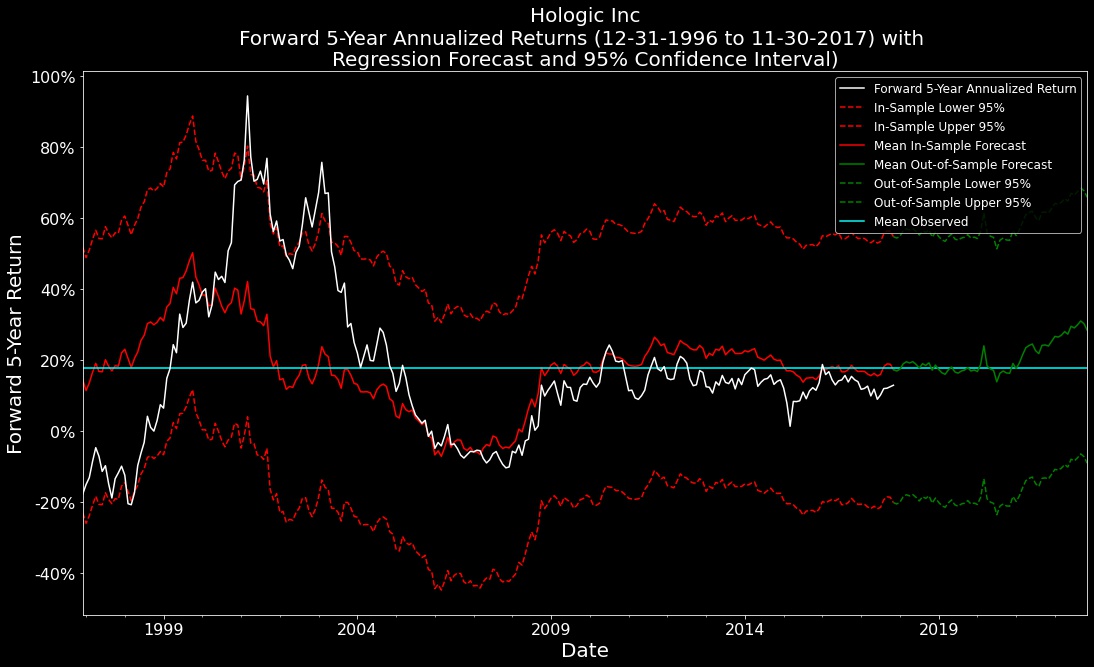 Hologic Inc
Forward 5-Year Annualized Returns (12-31-1996 to 11-30-2017) with
Regression Forecast and 95% Confidence Interval)
100%
80%
60%
40%
20%
0%
-20%
-40%
Forward 5-Year Return
Forward 5-Year Annualized Return
In-Sample Lower 95%
In-Sample Upper 95%
Mean In-Sample Forecast
Mean Out-of-Sample Forecast
Out-of-Sample Lower 95%
Out-of-Sample Upper 95%
Mean Observed
1999
2004
2009
2014
2019
Date